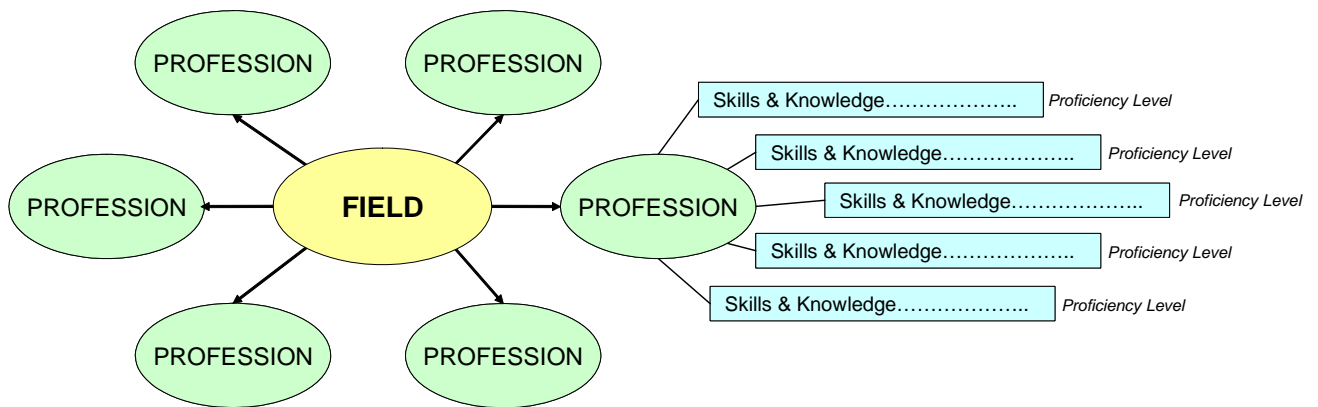 PROFESSION
PROFESSION
Skills & Knowledge………………….. Proficiency Level
Skills & Knowledge………………….. Proficiency Level
PROFESSION
FIELD
PROFESSION
Skills & Knowledge………………….. Proficiency Level
Skills & Knowledge………………….. Proficiency Level
Skills & Knowledge………………….. Proficiency Level
PROFESSION
PROFESSION